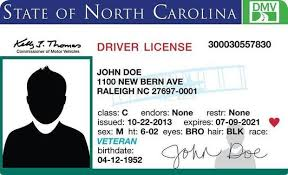 STATE OF NORTH CAROLINA
DMV
Kelly J. Thomas
Commissioner of Motor Vehicles
DRIVER LICENSE
300030557830
JOHN DOE
1100 NEW BERN AVE
RALEIGH NC 27697-0001
class: C endors: None restr: None
issued: 10-22-2013 expires: 07-09-2021
sex: M ht: 6-02 eyes: BRO hair: BLK race:
VETERAN
birthdate:
04-12-1952
John Doe